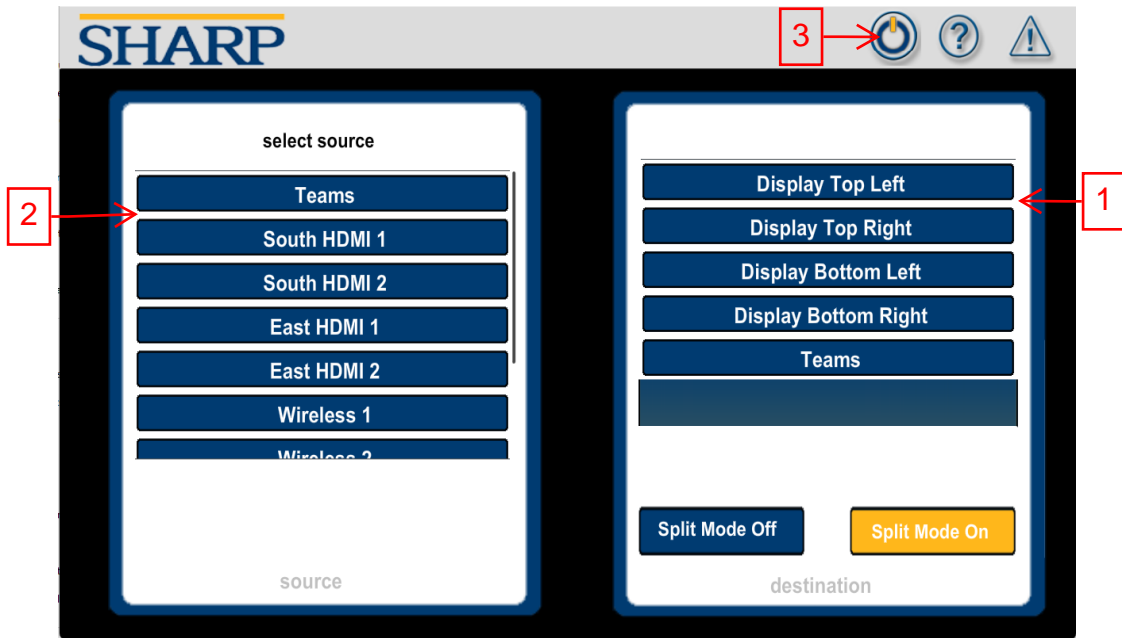 SHARP
3
?
!
select source
Teams
South HDMI 1
South HDMI 2
East HDMI 1
East HDMI 2
Wireless 1
Wireless 2
source
2
Display Top Left
Display Top Right
Display Bottom Left
Display Bottom Right
Teams
1
Split Mode Off
Split Mode On
destination